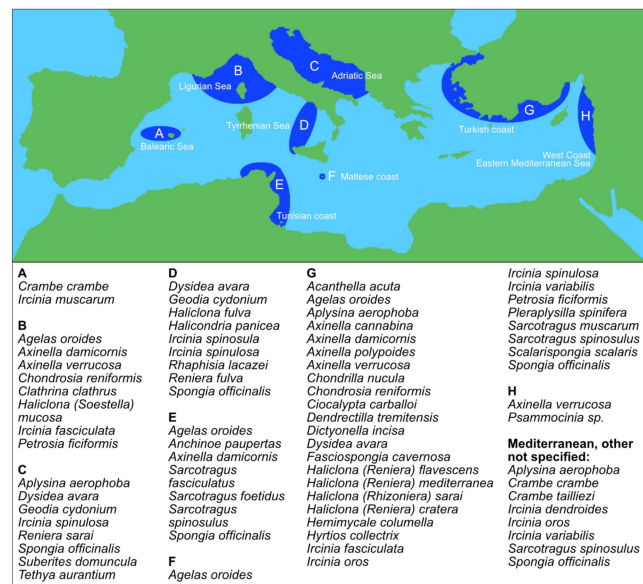 B
Ligurian Sea
C
Adriatic Sea
A
Balearic Sea
Tyrrhenian Sea
D
G
Turkish coast
H
West Coast
Eastern Mediterranean Sea
E
Tunisian coast
F
Maltese coast
A
Crambe crambe
Ircinia muscarum
B
Agelas oroides
Axinella damicornis
Axinella verrucosa
Chondrosia reniformis
Clathrina clathrus
Haliclona (Soestella)
mucosa
Ircinia fasciculata
Petrosia ficiformis
C
Aplysina aerophoba
Dysidea avara
Geodia cydonium
Ircinia spinulosa
Reniera sarai
Spongia officinalis
Suberites domuncula
Tethya aurantium
D
Dysidea avara
Geodia cydonium
Haliclona fulva
Halicondria panicea
Ircinia spinosula
Ircinia spinulosa
Rhaphisia lacazei
Reniera fulva
Spongia officinalis
E
Agelas oroides
Anchinoe paupertas
Axinella damicornis
Sarcotragus
fasciculatus
Sarcotragus foetidus
Sarcotragus
spinosulus
Spongia officinalis
F
Agelas oroides
G
Acanthella acuta
Agelas oroides
Aplysina aerophoba
Axinella cannabina
Axinella damicornis
Axinella polypoides
Axinella verrucosa
Chondrilla nucula
Chondrosia reniformis
Ciocalypta carballoi
Dendrectilla tremitensis
Dictyonella incisa
Dysidea avara
Fasciospongia cavernosa
Haliclona (Reniera) flavescens
Haliclona (Reniera) mediterranea
Haliclona (Rhizoniera) sarai
Haliclona (Reniera) cratera
Hemimycale columella
Hyrtios collectrix
Ircinia fasciculata
Ircinia oros
Ircinia spinulosa
Ircinia variabilis
Petrosia ficiformis
Pleraplysilla spinifera
Sarcotragus muscarum
Sarcotragus spinosulus
Scalarispongia scalaris
Spongia officinalis
H
Axinella verrucosa
Psammocinia sp.
Mediterranean, other
not specified:
Aplysina aerophoba
Crambe crambe
Crambe tailliezi
Ircinia dendroides
Ircinia oros
Ircinia variabilis
Sarcotragus spinosulus
Spongia officinalis